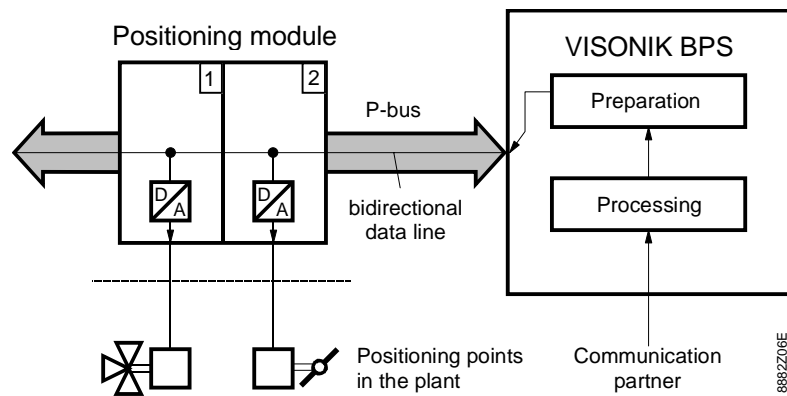 Positioning module
VISONIK BPS
1
2
P-bus
Preparation
D
A
D
A
bidirectional
data line
Processing
Positioning points
in the plant
Communication
partner
8882Z06E